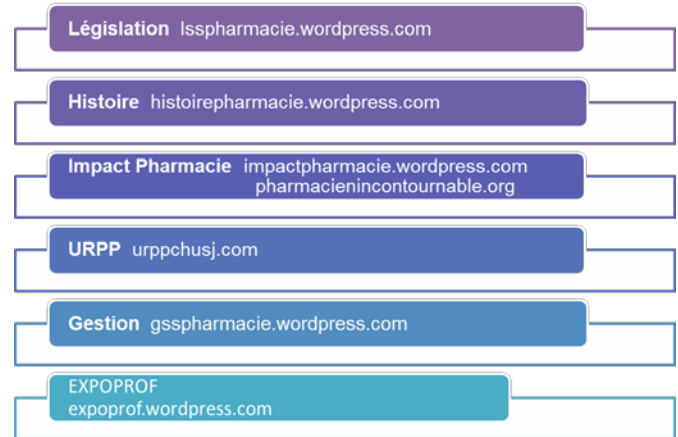 Législation lsspharmacie.wordpress.com
Histoire histoirepharmacie.wordpress.com
Impact Pharmacie impactpharmacie.wordpress.com
pharmacienincontournable.org
URPP urppchusj.com
Gestion gsspharmacie.wordpress.com
EXPOPROF
expoprof.wordpress.com